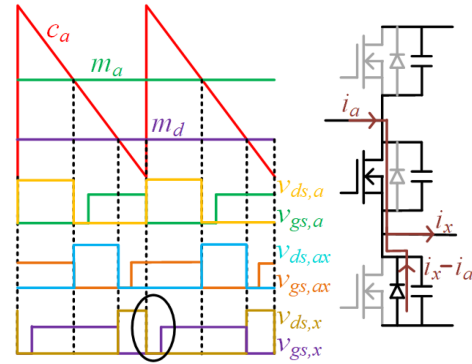 c_a
m_a
m_d
v_ds,a
v_gs,a
v_ds,ax
v_gs,ax
v_ds,x
v_gs,x
i_a
i_x
i_x-i_a